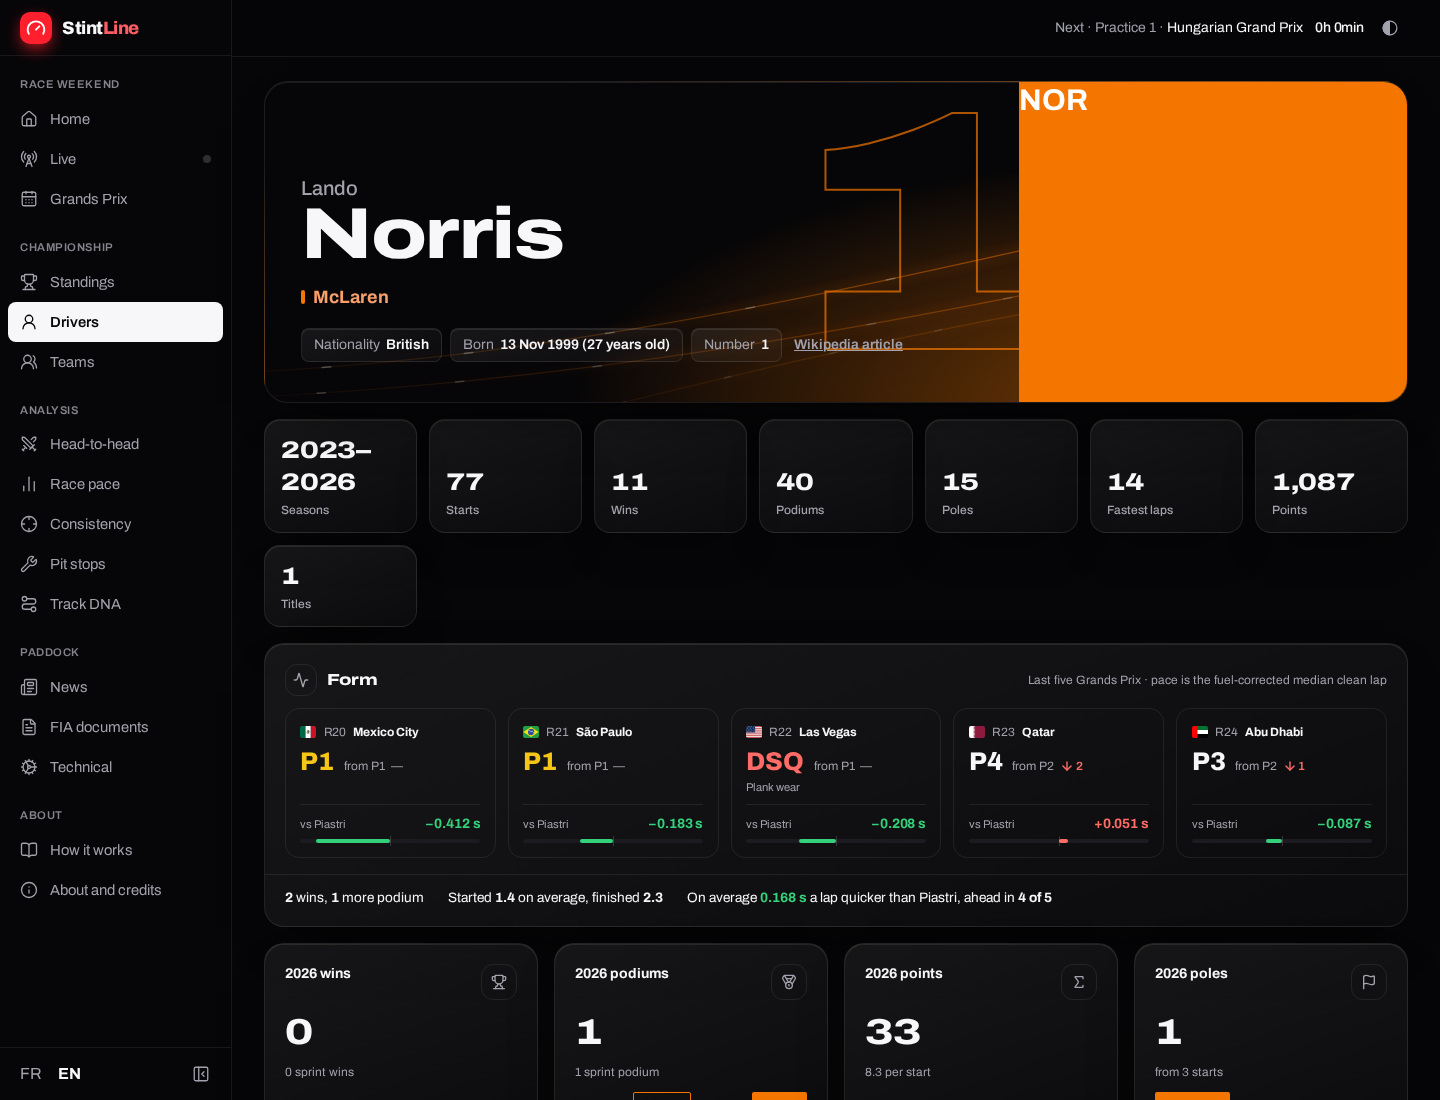 StintLine
Next · Practice 1 · Hungarian Grand Prix 0h 0min
RACE WEEKEND
Home
Live
Grands Prix
CHAMPIONSHIP
Standings
Drivers
Teams
ANALYSIS
Head-to-head
Race pace
Consistency
Pit stops
Track DNA
PADDOCK
News
FIA documents
Technical
ABOUT
How it works
About and credits
FR EN
1
NOR
Lando
Norris
McLaren
Nationality British Born 13 Nov 1999 (27 years old) Number 1 Wikipedia article
2023–
2026
Seasons
77
Starts
11
Wins
40
Podiums
15
Poles
14
Fastest laps
1,087
Points
1
Titles
Form
Last five Grands Prix · pace is the fuel-corrected median clean lap
R20 Mexico City
P1 from P1 —
vs Piastri −0.412 s
R21 São Paulo
P1 from P1 —
vs Piastri −0.183 s
R22 Las Vegas
DSQ from P1 —
Plank wear
vs Piastri −0.208 s
R23 Qatar
P4 from P2 ↓ 2
vs Piastri +0.051 s
R24 Abu Dhabi
P3 from P2 ↓ 1
vs Piastri −0.087 s
2 wins, 1 more podium Started 1.4 on average, finished 2.3 On average 0.168 s a lap quicker than Piastri, ahead in 4 of 5
2026 wins
0
0 sprint wins
2026 podiums
1
1 sprint podium
2026 points
Σ
33
8.3 per start
2026 poles
1
from 3 starts